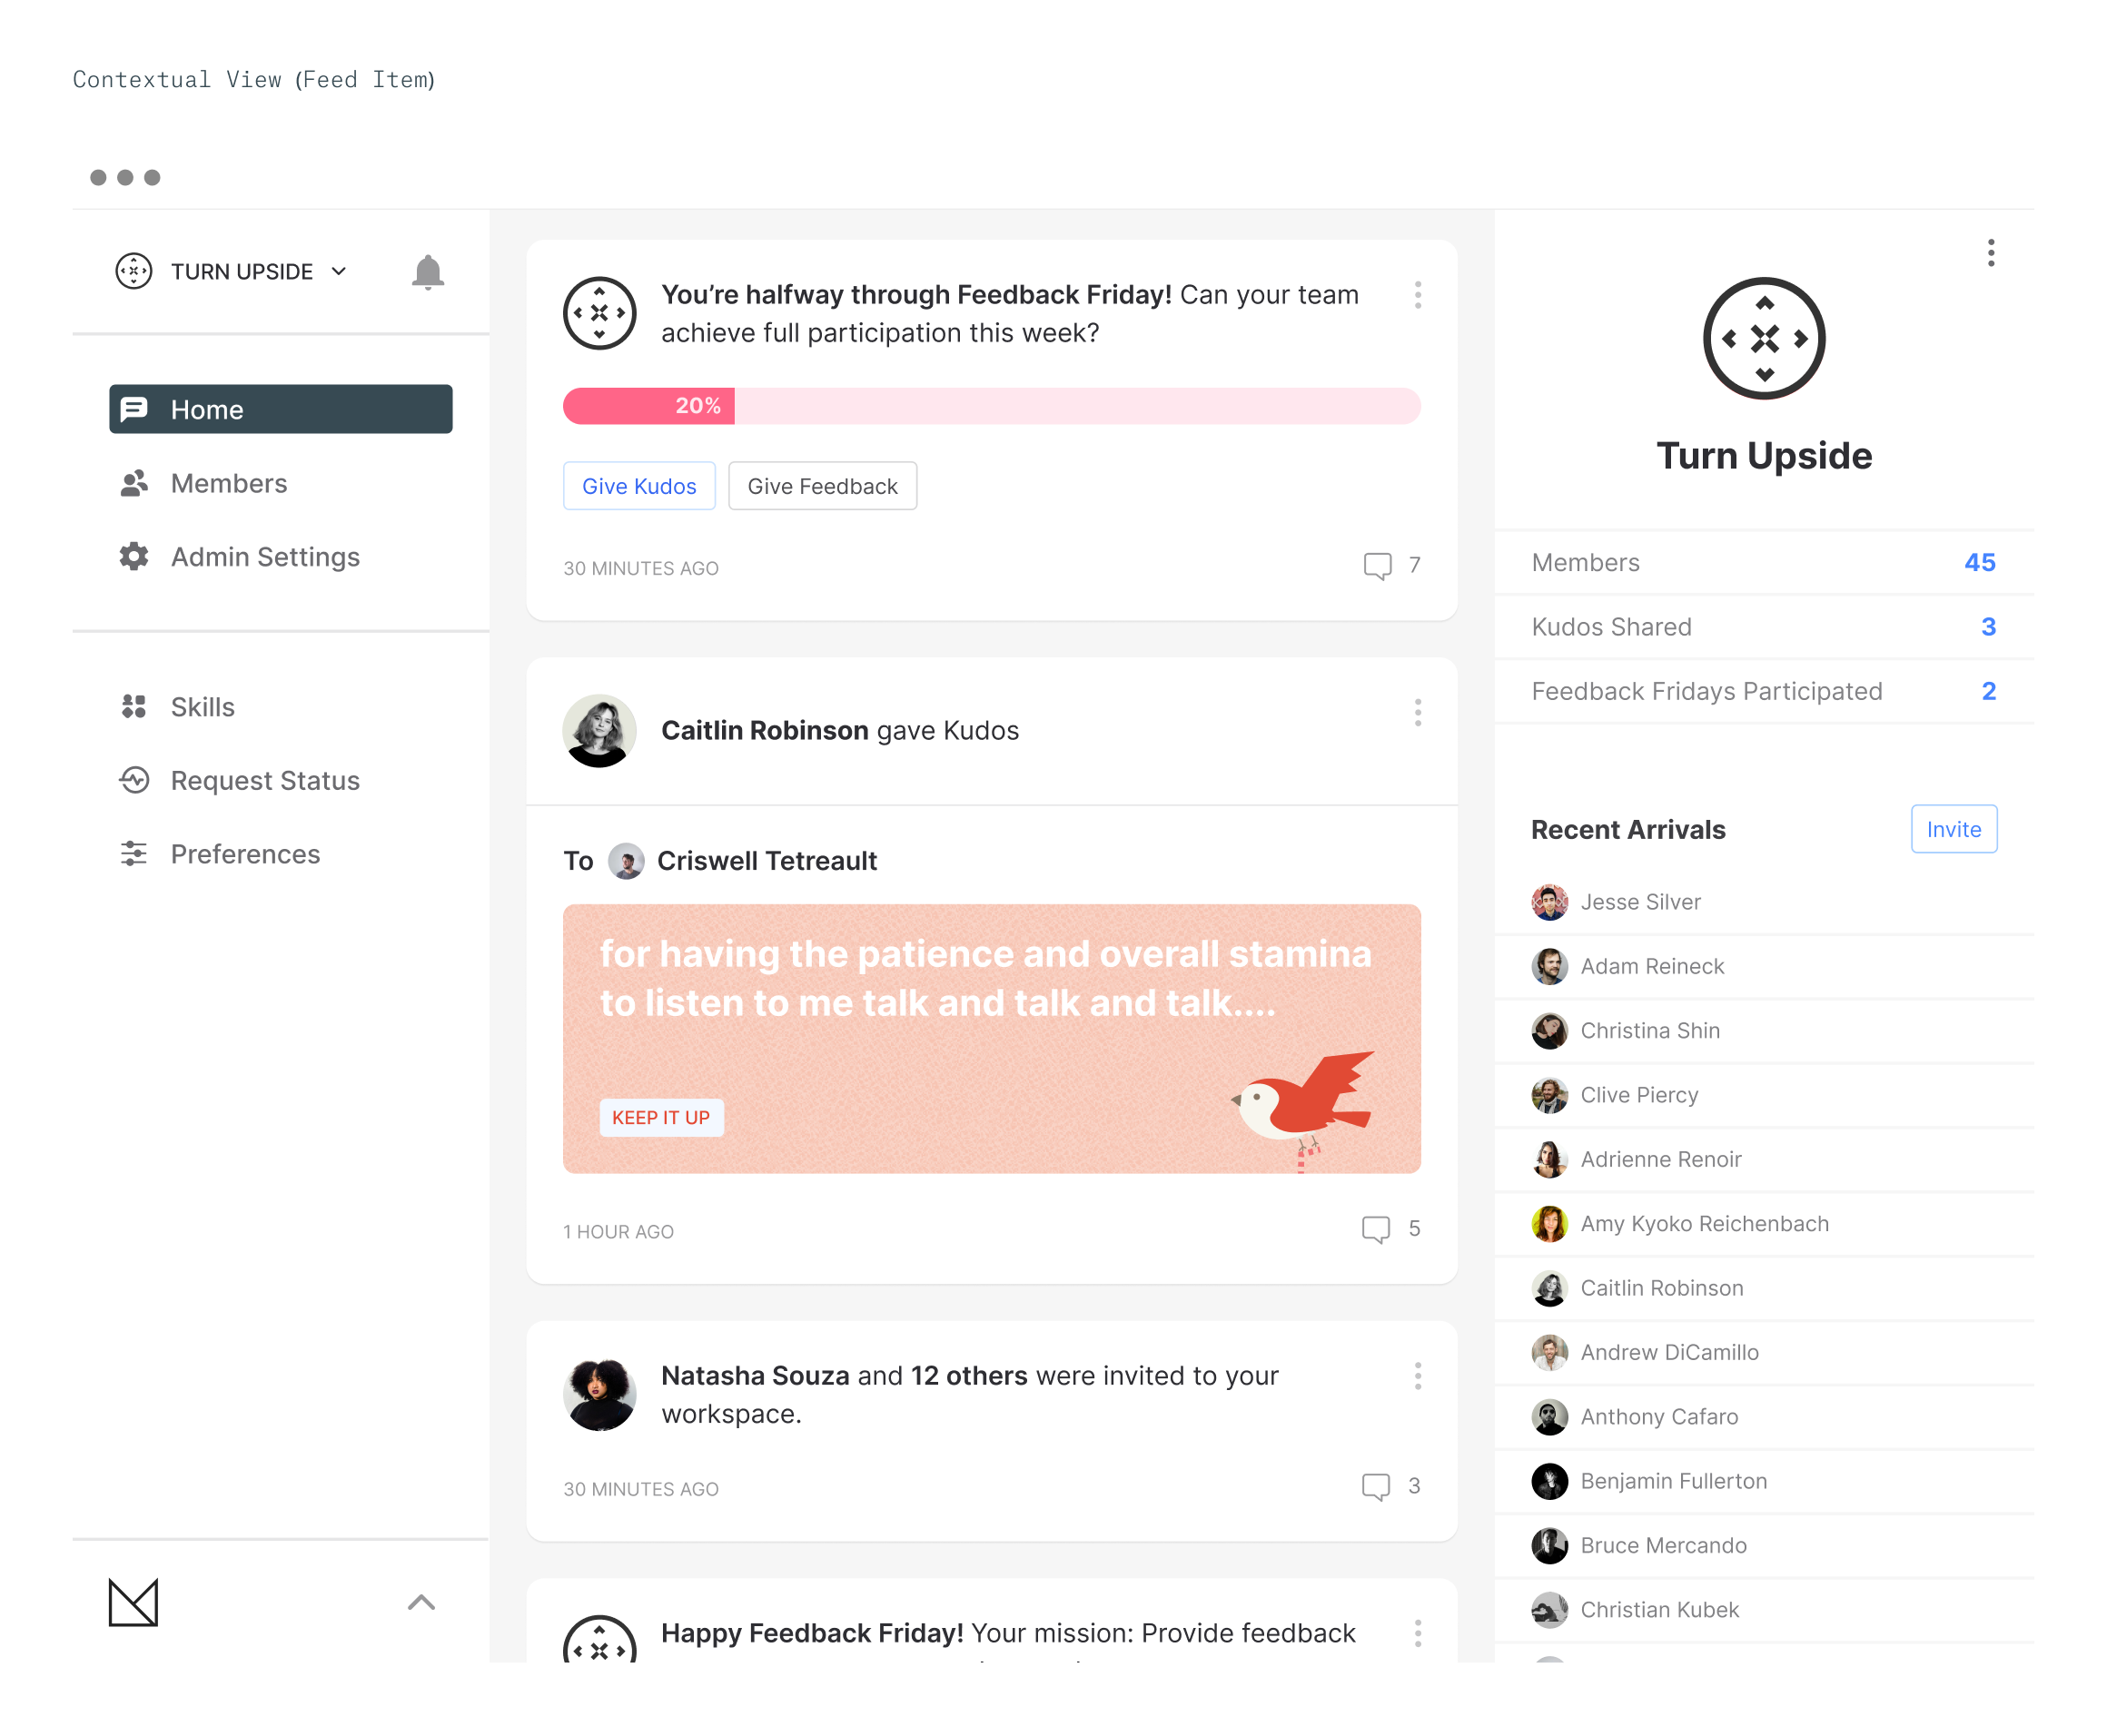 Contextual View (Feed Item)
TURN UPSIDE
Home
Members
Admin Settings
Skills
Request Status
Preferences
You’re halfway through Feedback Friday! Can your team
achieve full participation this week?
20%
Give Kudos
Give Feedback
30 MINUTES AGO
7
Caitlin Robinson gave Kudos
To Criswell Tetreault
for having the patience and overall stamina
to listen to me talk and talk and talk....
KEEP IT UP
1 HOUR AGO
5
Natasha Souza and 12 others were invited to your
workspace.
30 MINUTES AGO
3
Happy Feedback Friday! Your mission: Provide feedback
Turn Upside
Members 45
Kudos Shared 3
Feedback Fridays Participated 2
Recent Arrivals
Invite
Jesse Silver
Adam Reineck
Christina Shin
Clive Piercy
Adrienne Renoir
Amy Kyoko Reichenbach
Caitlin Robinson
Andrew DiCamillo
Anthony Cafaro
Benjamin Fullerton
Bruce Mercando
Christian Kubek